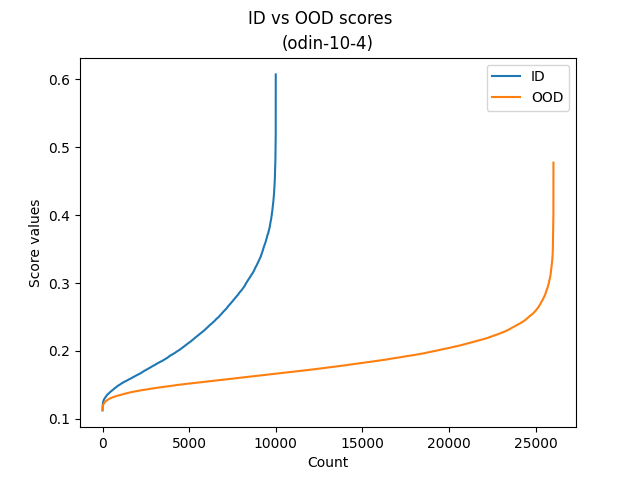 ID vs OOD scores
(odin-10-4)
ID
OOD
0.6
0.5
0.4
0.3
0.2
0.1
Score values
0
5000
10000
15000
20000
25000
Count